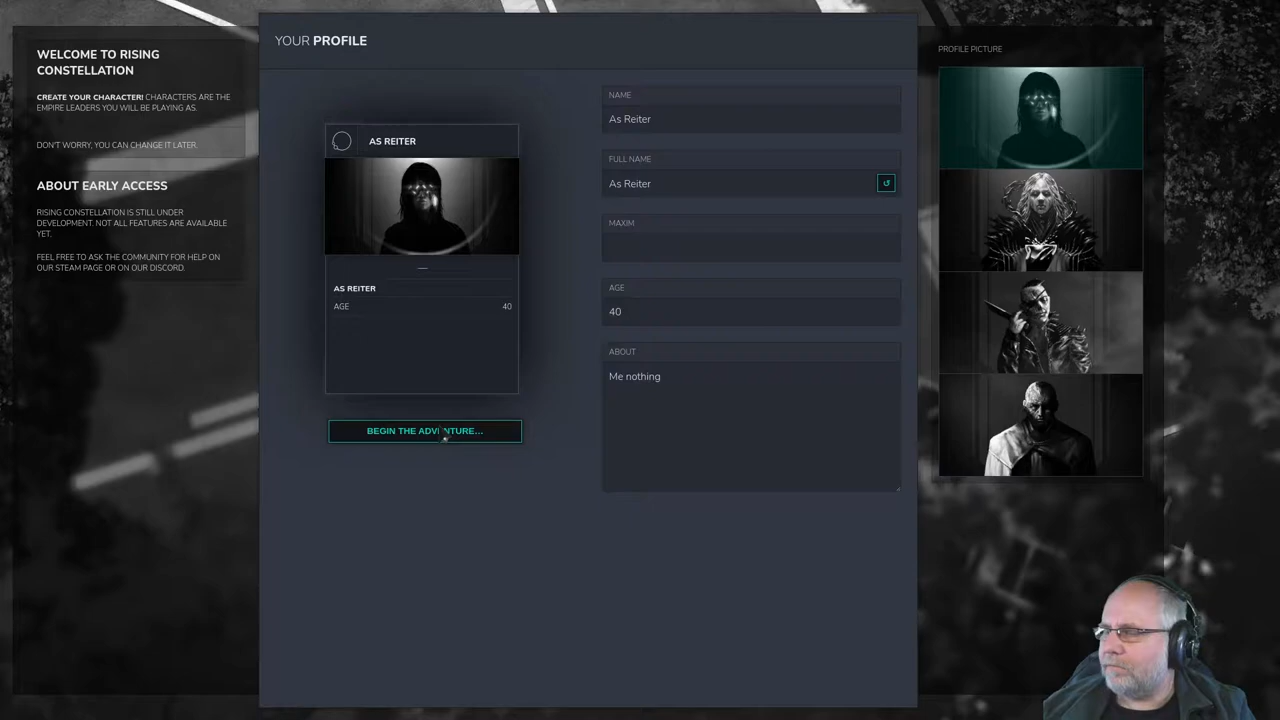 WELCOME TO RISING
CONSTELLATION
CREATE YOUR CHARACTER! CHARACTERS ARE THE
EMPIRE LEADERS YOU WILL BE PLAYING AS.
DON'T WORRY, YOU CAN CHANGE IT LATER.
ABOUT EARLY ACCESS
RISING CONSTELLATION IS STILL UNDER
DEVELOPMENT. NOT ALL FEATURES ARE AVAILABLE
YET.
FEEL FREE TO ASK THE COMMUNITY FOR HELP ON
OUR STEAM PAGE OR ON OUR DISCORD.
YOUR PROFILE
AS REITER
—
AS REITER
AGE 40
BEGIN THE ADVENTURE...
NAME
As Reiter
FULL NAME
As Reiter
MAXIM
AGE
40
ABOUT
Me nothing
PROFILE PICTURE